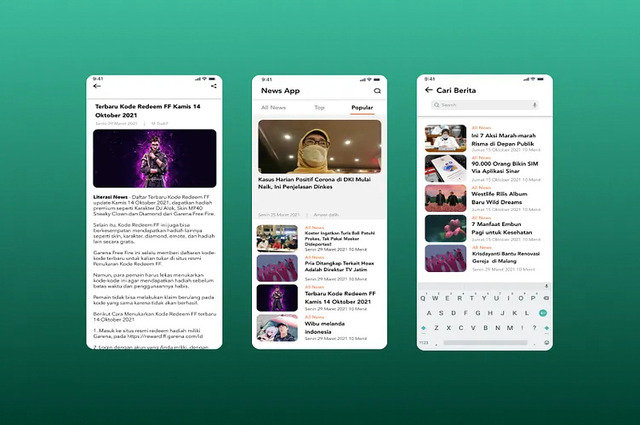 9:41
Terbaru Kode Redeem FF Kamis 14
Oktober 2021
Senin 29 Maret 2021 |
Literasi News - Daftar Terbaru Kode Redeem FF
update Kamis 14 Oktober 2021, dapatkan hadiah
premium seperti Karakter DJ Alok, Skin MP40
Sneaky Clown dan Diamond dari Garena Free Fire.
Selain itu, Kode Redeem FF ini juga bisa
berkesempatan mendapatkan hadiah lainnya
seperti skin, karakter, diamond, emote, dan hadiah
lain secara gratis.
Garena Free Fire ini selalu memberi daftaran kode-
kode terbaru untuk kalian tukar di situs resmi
Penukaran Kode Redeem FF.
Namun, para pemain harus lekas menukarkan
kode-kode ini agar mendapatkan hadiah sebelum
batas waktu dan penggunaannya habis.
Pemain tidak bisa melakukan klaim berulang pada
kode yang sama karena tidak akan berhasil
Berikut Cara Menukarkan Kode Redeem FF terbaru
14 Oktober 2021
1. Masuk ke situs resmi redeem hadiah milik
Garena, pada https://reward.ff.garena.com/id
2. Login dengan akun yang Anda miliki, dengan
9:41
News App
All News Top Popular
Kasus Harian Positif Corona di DKI Mulai
Naik, Ini Penjelasan Dinkes
Senin 29 Maret 2021 |
All News
Koster Ingatkan Turis Bali Patuhi
Prokes, Tak Pakai Masker
Dideportasi!
All News
Pria Ditangkap Terkait Hoax
Adalah Direktur TV Jatim
Senin 29 Maret 2021 10 Menit
All News
Terbaru Kode Redeem FF
Kamis 14 Oktober 2021
Senin 29 Maret 2021 10 Menit
All News
Wibu melanda
indonesia
Senin 29 Maret 2021 10 Menit
9:41
Cari Berita
Search
All News
Ini 7 Aksi Marah-marah
Risma di Depan Publik
Jumat 15 Oktober 2021 10 Menit
All News
90.000 Orang Bikin SIM
Via Aplikasi Sinar
Jumat 15 Oktober 2021 10 Menit
All News
Westlife Rilis Album
Baru Wild Dreams
Jumat 15 Oktober 2021 10 Menit
All News
7 Manfaat Embun
Pagi untuk Kesehatan
Jumat 15 Oktober 2021 10 Menit
All News
Krisdayanti Bantu Renovasi
Gereja di Malang
Senin 29 Maret 2021 10 Menit
Q W E R T Y U I O P
A S D F G H J K L
Z X C V B N M ! ?
?123 , .